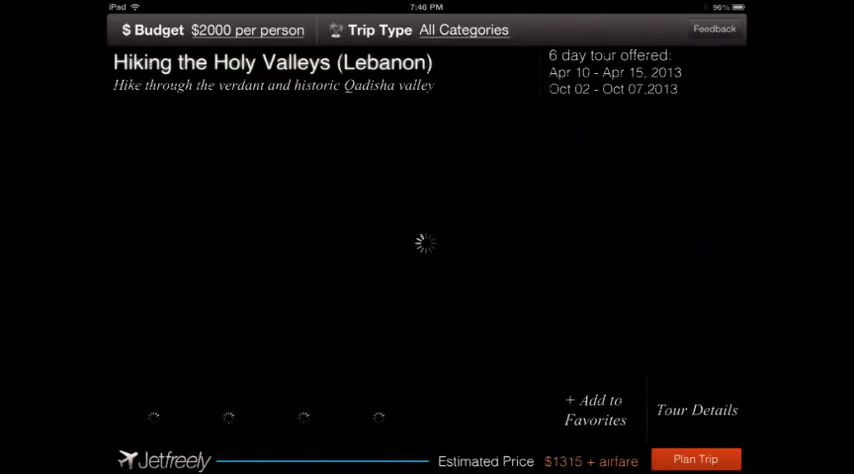 iPad 7:46 PM 96%
$ Budget $2000 per person Trip Type All Categories Feedback
Hiking the Holy Valleys (Lebanon)
Hike through the verdant and historic Qadisha valley
6 day tour offered:
Apr 10 - Apr 15, 2013
Oct 02 - Oct 07,2013
+ Add to
Favorites
Tour Details
Jetfreely Estimated Price $1315 + airfare Plan Trip